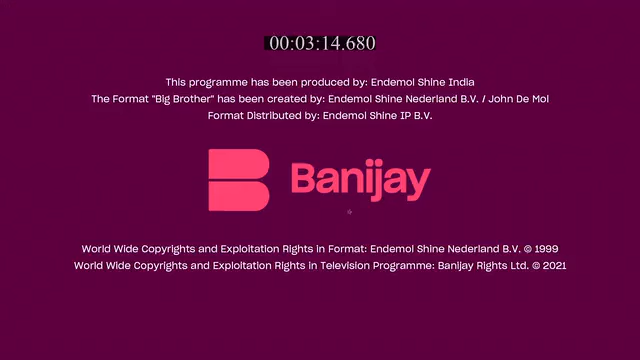 00:03:14.680
This programme has been produced by: Endemol Shine India
The Format "Big Brother" has been created by: Endemol Shine Nederland B.V. / John De Mol
Format Distributed by: Endemol Shine IP B.V.
Banijay
World Wide Copyrights and Exploitation Rights in Format: Endemol Shine Nederland B.V. © 1999
World Wide Copyrights and Exploitation Rights in Television Programme: Banijay Rights Ltd. © 2021